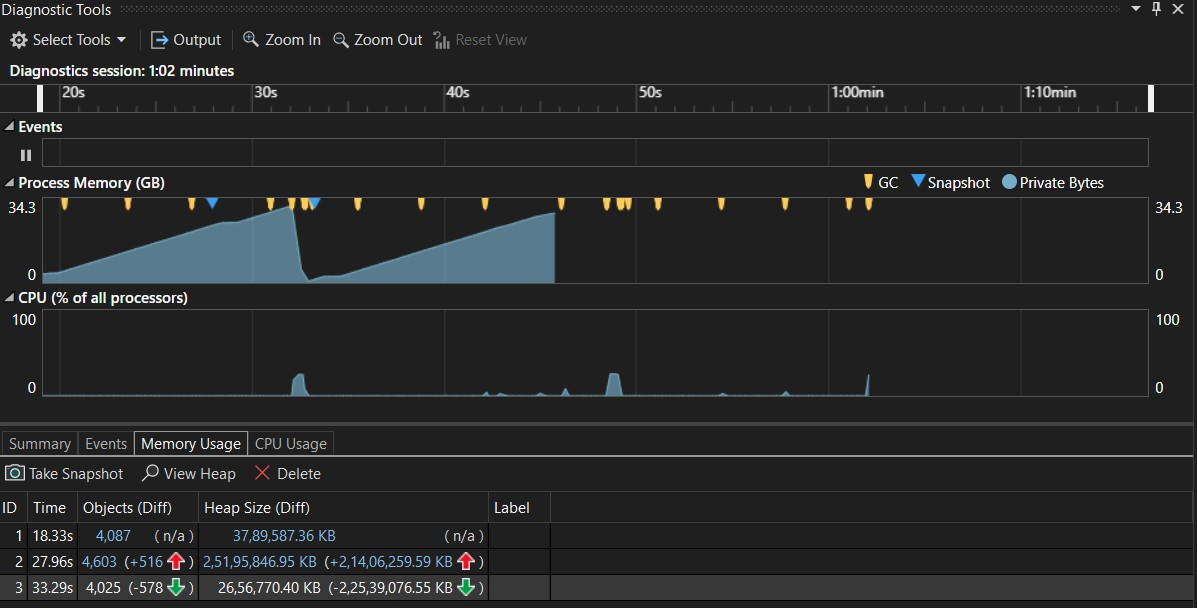 Diagnostic Tools
Select Tools Output Zoom In Zoom Out Reset View
Diagnostics session: 1:02 minutes
20s 30s 40s 50s 1:00min 1:10min
Events
Process Memory (GB) GC Snapshot Private Bytes
34.3 34.3
0 0
CPU (% of all processors)
100 100
0 0
Summary Events Memory Usage CPU Usage
Take Snapshot View Heap Delete
ID Time Objects (Diff) Heap Size (Diff) Label
1 18.33s 4,087 (n/a) 37,89,587.36 KB (n/a)
2 27.96s 4,603 (+516 ) 2,51,95,846.95 KB (+2,14,06,259.59 KB )
3 33.29s 4,025 (-578 ) 26,56,770.40 KB (-2,25,39,076.55 KB )